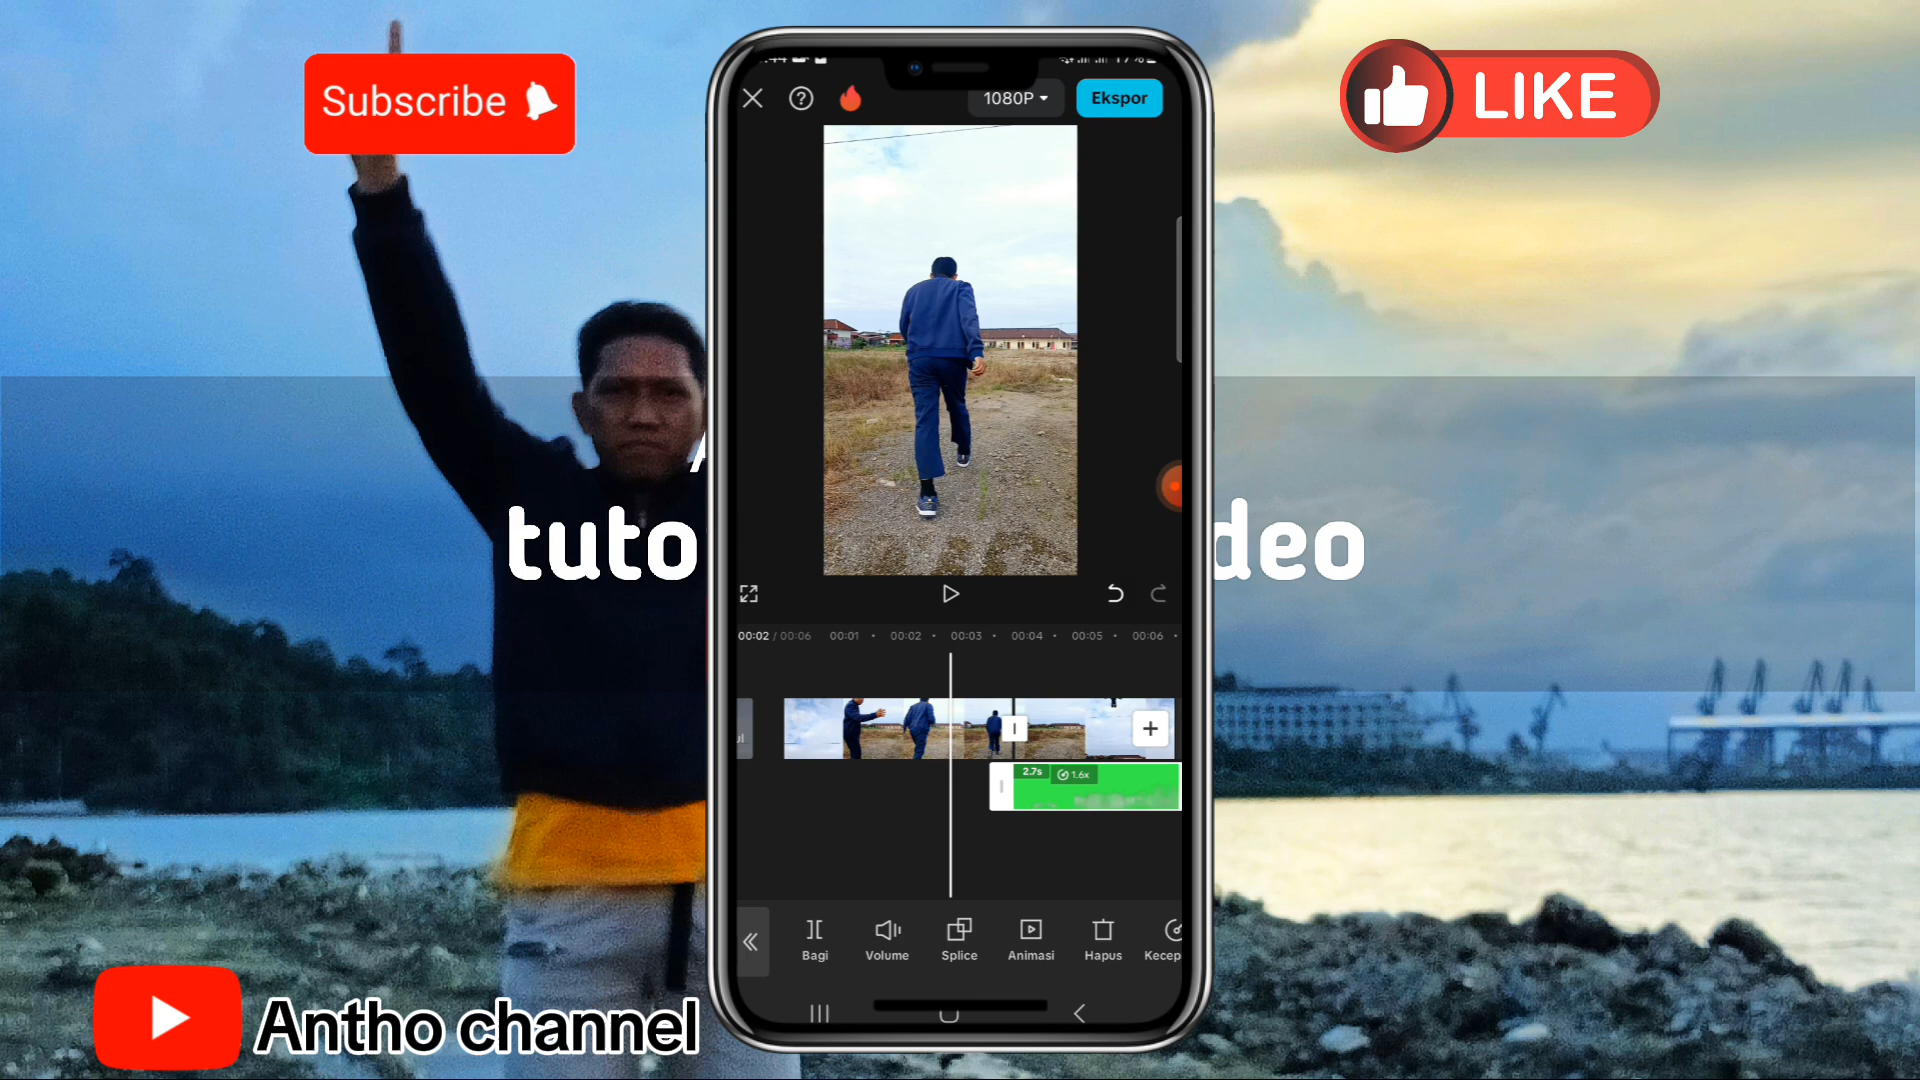 Subscribe
LIKE
1080P
Ekspor
tuto
deo
00:02 / 00:06 00:01 00:02 00:03 00:04 00:05 00:06
2.7s 1.6x
Bagi Volume Splice Animasi Hapus Kecep
Antho channel